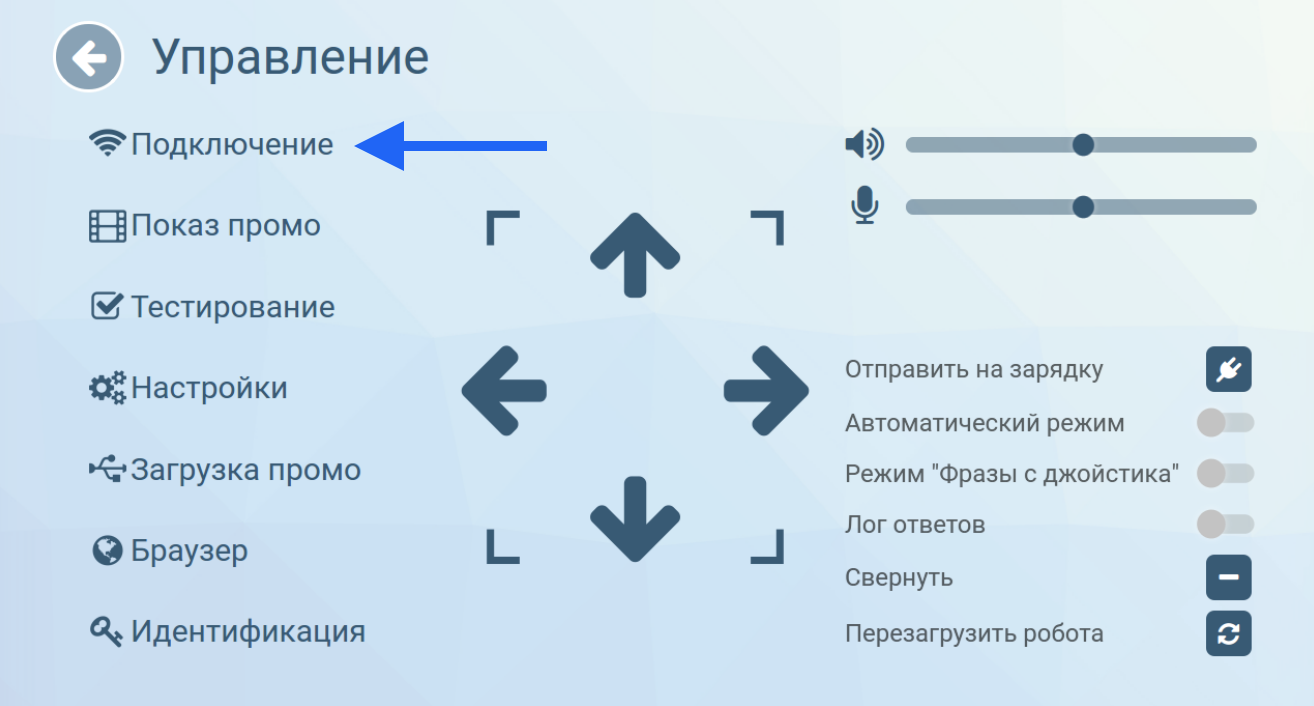 Управление
Подключение
Показ промо
Тестирование
Настройки
Загрузка промо
Браузер
Идентификация
Отправить на зарядку
Автоматический режим
Режим "Фразы с джойстика"
Лог ответов
Свернуть
Перезагрузить робота